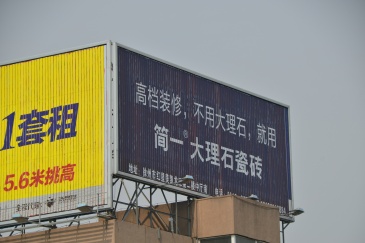 1套租
5.6米挑高
高档装修，不用大理石，就用
简一 大理石瓷砖